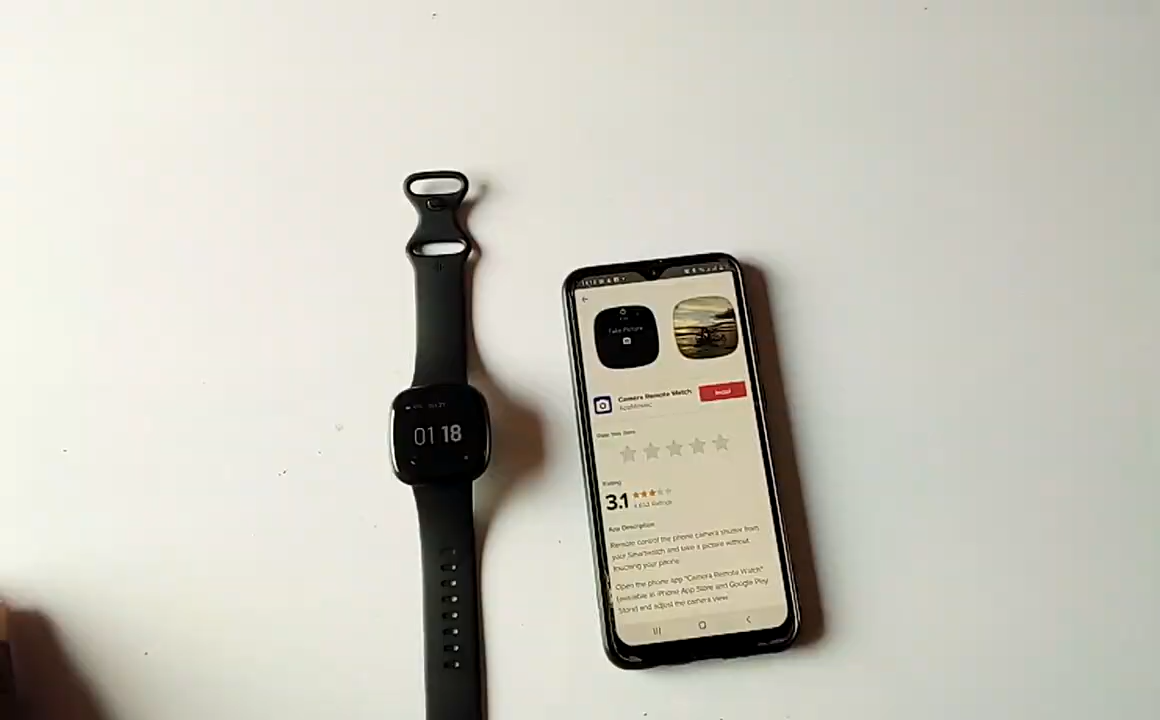 01 18
Take Picture
Camera Remote Watch
Install
Rate this item
Rating
3.1
Ratings
App Description
Remote control the phone camera shutter from
your Smartwatch and take a picture without
touching your phone.
Open the phone app "Camera Remote Watch"
(available in iPhone App Store and Google Play
Store) and adjust the camera view.